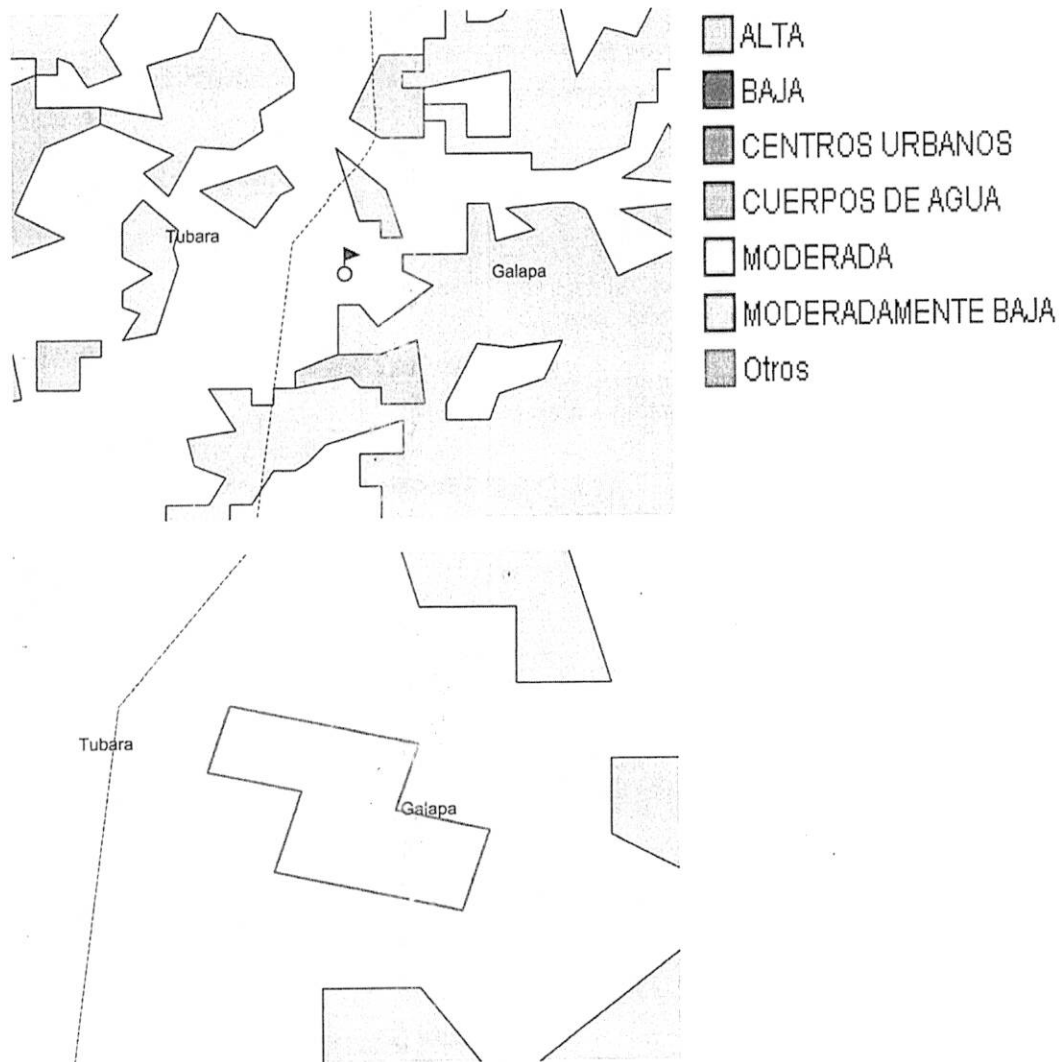 ALTA
BAJA
CENTROS URBANOS
CUERPOS DE AGUA
MODERADA
MODERADAMENTE BAJA
Otros
Tubara
Galapa
Tubara
Galapa